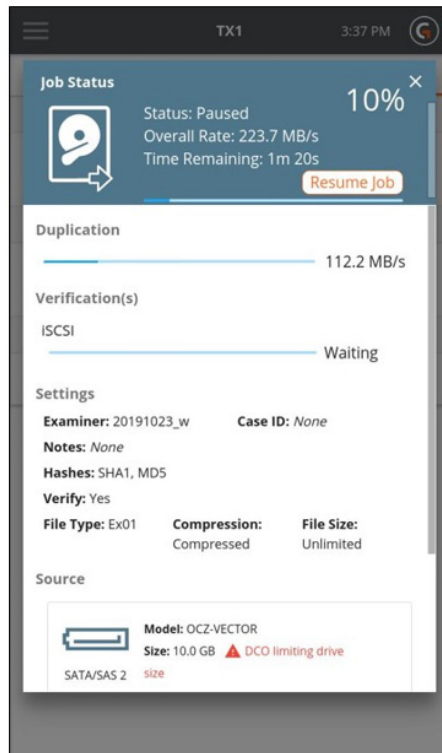 TX1
3:37 PM
Job Status
10%
Status: Paused
Overall Rate: 223.7 MB/s
Time Remaining: 1m 20s
Resume Job
Duplication
112.2 MB/s
Verification(s)
iSCSI
Waiting
Settings
Examiner: 20191023_w Case ID: None
Notes: None
Hashes: SHA1, MD5
Verify: Yes
File Type: Ex01 Compression: File Size:
Compressed Unlimited
Source
Model: OCZ-VECTOR
Size: 10.0 GB DCO limiting drive
SATA/SAS 2 size